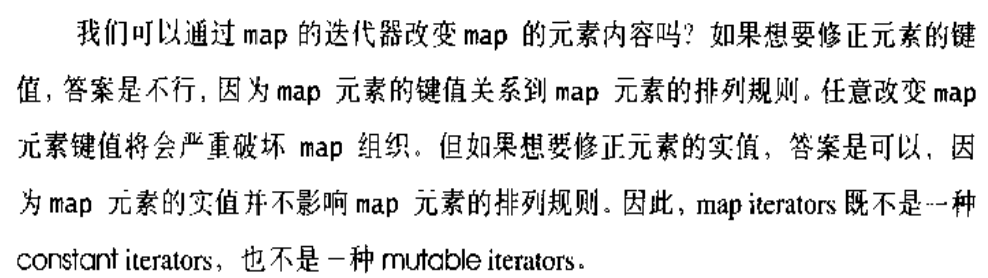 我们可以通过 map 的迭代器改变 map 的元素内容吗？如果想要修正元素的键
值，答案是不行，因为 map 元素的键值关系到 map 元素的排列规则。任意改变 map
元素键值将会严重破坏 map 组织。但如果想要修正元素的实值，答案是可以，因
为 map 元素的实值并不影响 map 元素的排列规则。因此，map iterators 既不是一种
constant iterators，也不是一种 mutable iterators。